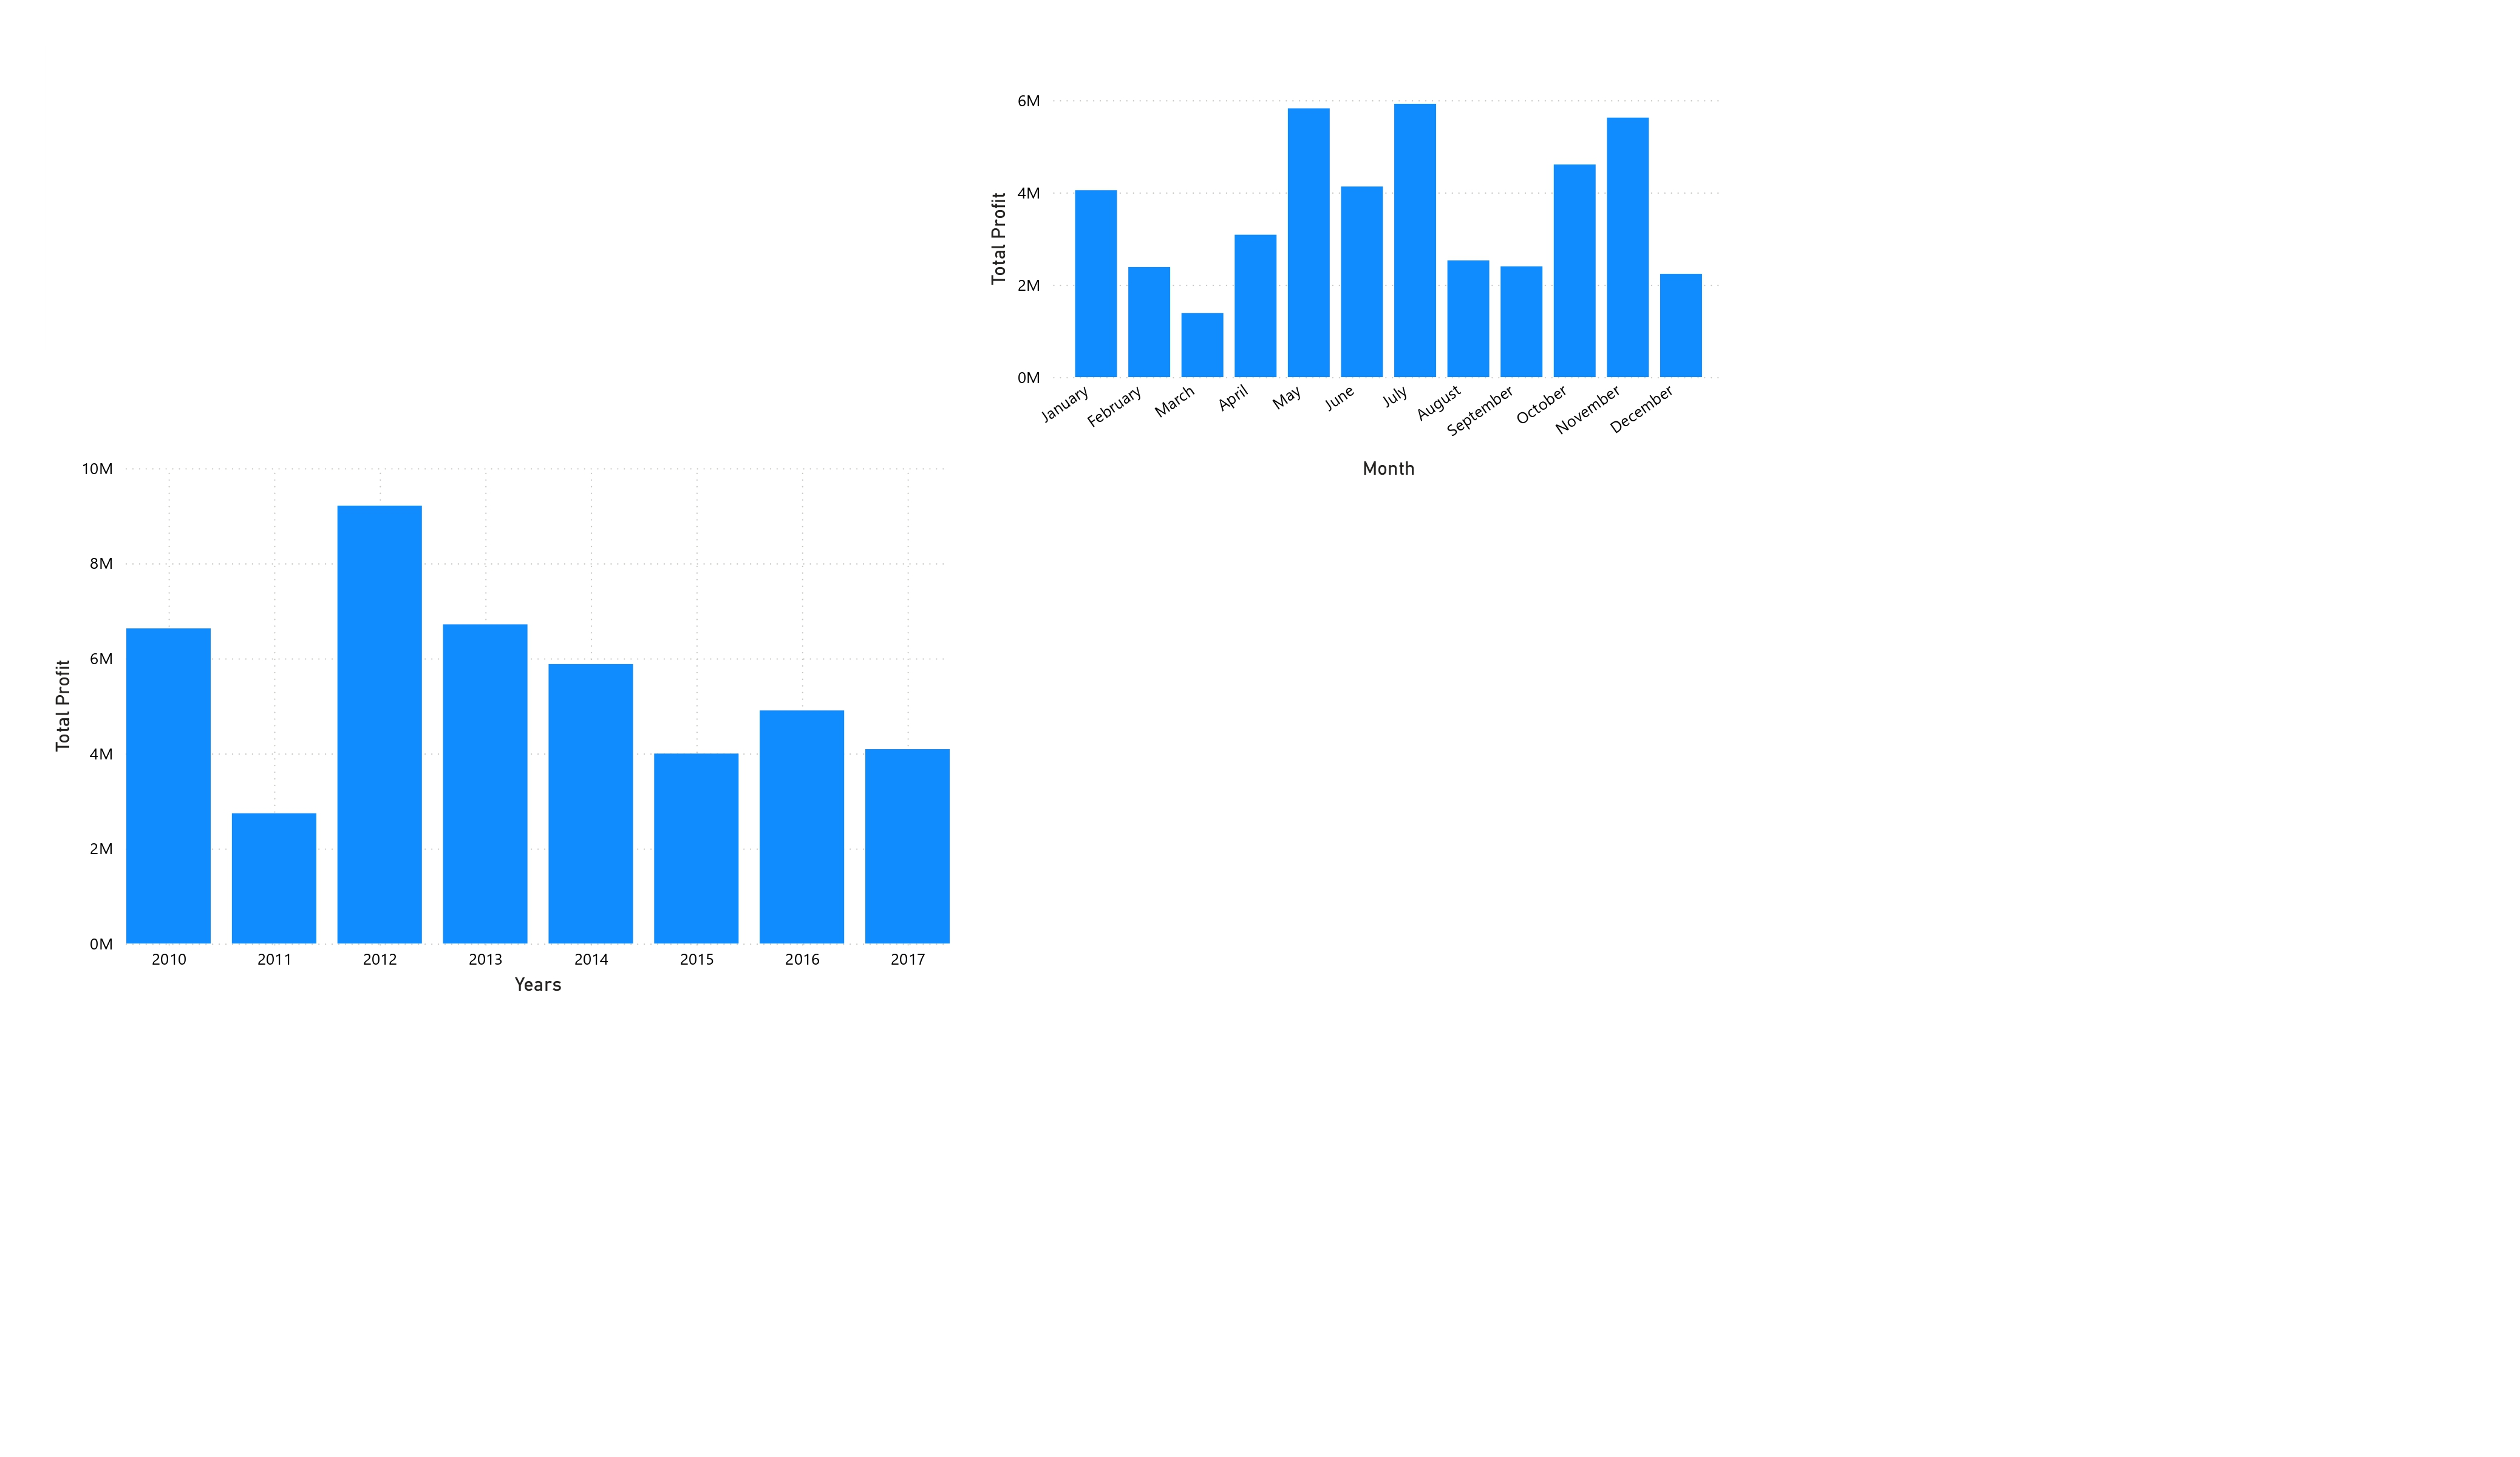 6M
4M
2M
0M
Total Profit
January
February
March
April
May
June
July
August
September
October
November
December
Month
10M
8M
6M
4M
2M
0M
Total Profit
2010 2011 2012 2013 2014 2015 2016 2017
Years